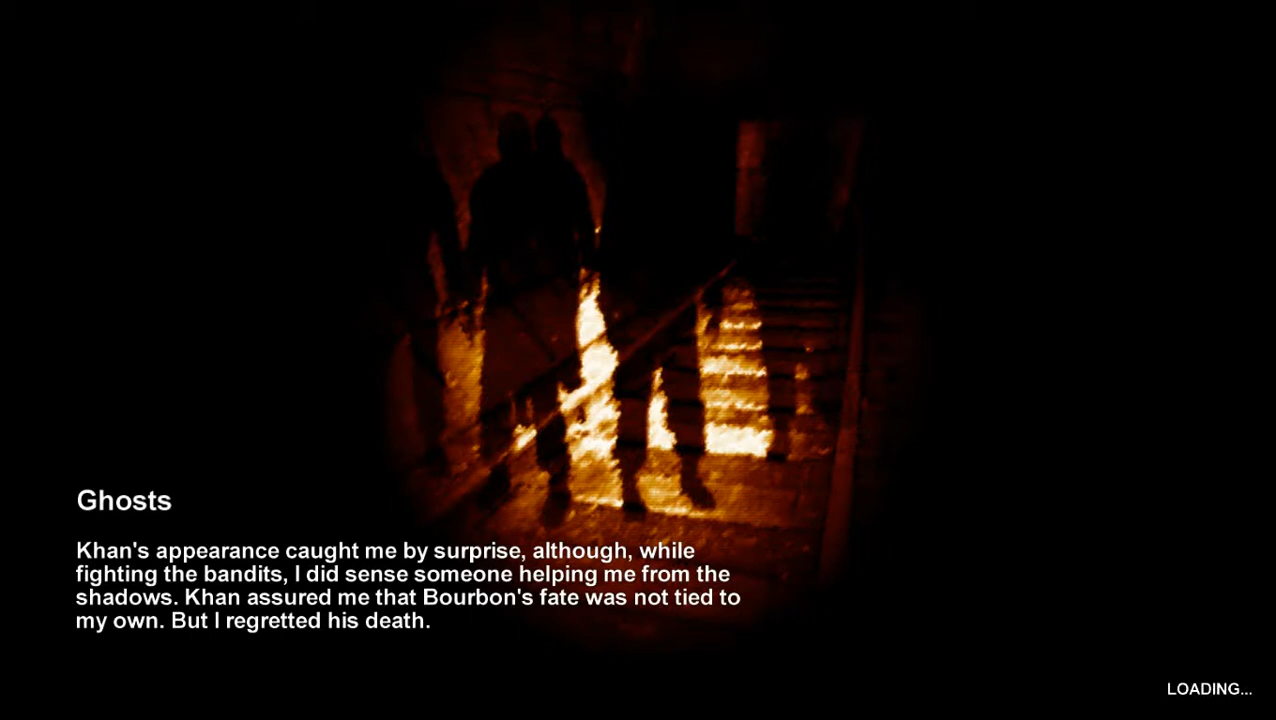 Ghosts
Khan's appearance caught me by surprise, although, while
fighting the bandits, I did sense someone helping me from the
shadows. Khan assured me that Bourbon's fate was not tied to
my own. But I regretted his death.
LOADING...